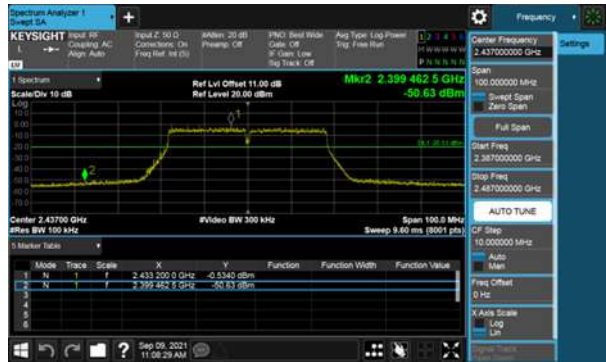 Spectrum Analyzer 1
Swept SA
+
Frequency
KEYSIGHT
Input: RF
Coupling: AC
Align: Auto
Input Z: 50 Ω
Corrections: On
Freq Ref: Int (S)
#Atten: 20 dB
Preamp: Off
PNO: Best Wide
Gate: Off
IF Gain: Low
Sig Track: Off
Avg Type: Log-Power
Trig: Free Run
1 Spectrum
Scale/Div 10 dB
Ref Lvl Offset 11.00 dB
Ref Level 20.00 dBm
Mkr2 2.399 462 5 GHz
-50.63 dBm
Log
1
2
Center 2.43700 GHz
#Res BW 100 kHz
#Video BW 300 kHz
Span 100.0 MHz
Sweep 9.60 ms (8001 pts)
5 Marker Table
Mode Trace Scale X Y Function Function Width Function Value
1 N 1 f 2.433 200 0 GHz -0.5340 dBm
2 N 1 f 2.399 462 5 GHz -50.63 dBm
3
4
5
6
?
Sep 09, 2021
11:08:29 AM
Center Frequency
2.437000000 GHz
Settings
Span
100.000000 MHz
Swept Span
Zero Span
Full Span
Start Freq
2.387000000 GHz
Stop Freq
2.487000000 GHz
AUTO TUNE
CF Step
10.000000 MHz
Auto
Man
Freq Offset
0 Hz
X Axis Scale
Log
Lin
Signal Track